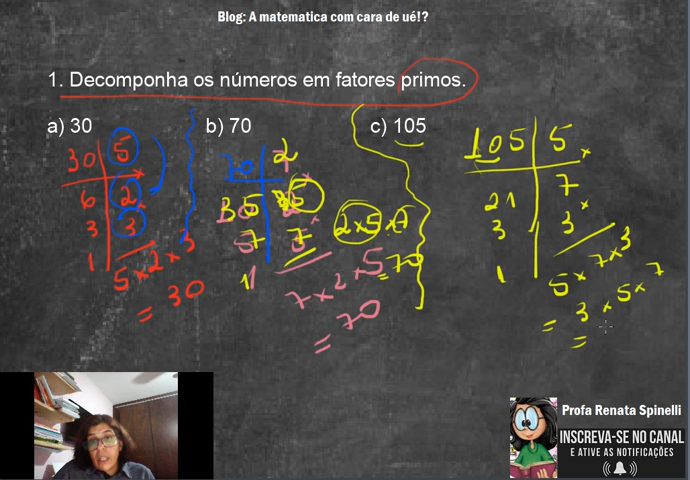 Blog: A matematica com cara de ué!?
1. Decomponha os números em fatores primos.
a) 30
30 5
6 2
3 3
1
5 x 2 x 3
= 30
b) 70
2
35 5
7 7
1
2x5 x 7
= 70
7 x 2 x 5
= 70
c) 105
105 5
21 7
3 3
1
5 x 7 x 3
= 3 x 5 x 7
=
Profa Renata Spinelli
INSCREVA-SE NO CANAL
E ATIVE AS NOTIFICAÇÕES